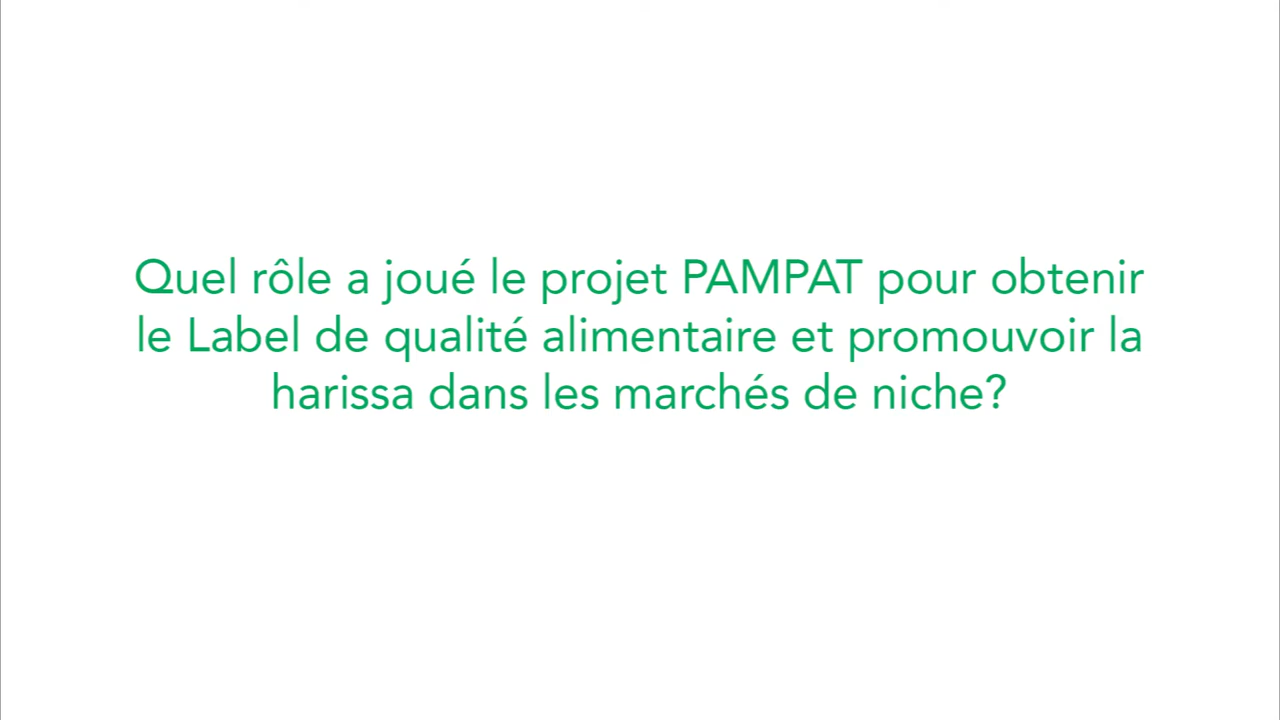 Quel rôle a joué le projet PAMPAT pour obtenir
le Label de qualité alimentaire et promouvoir la
harissa dans les marchés de niche?